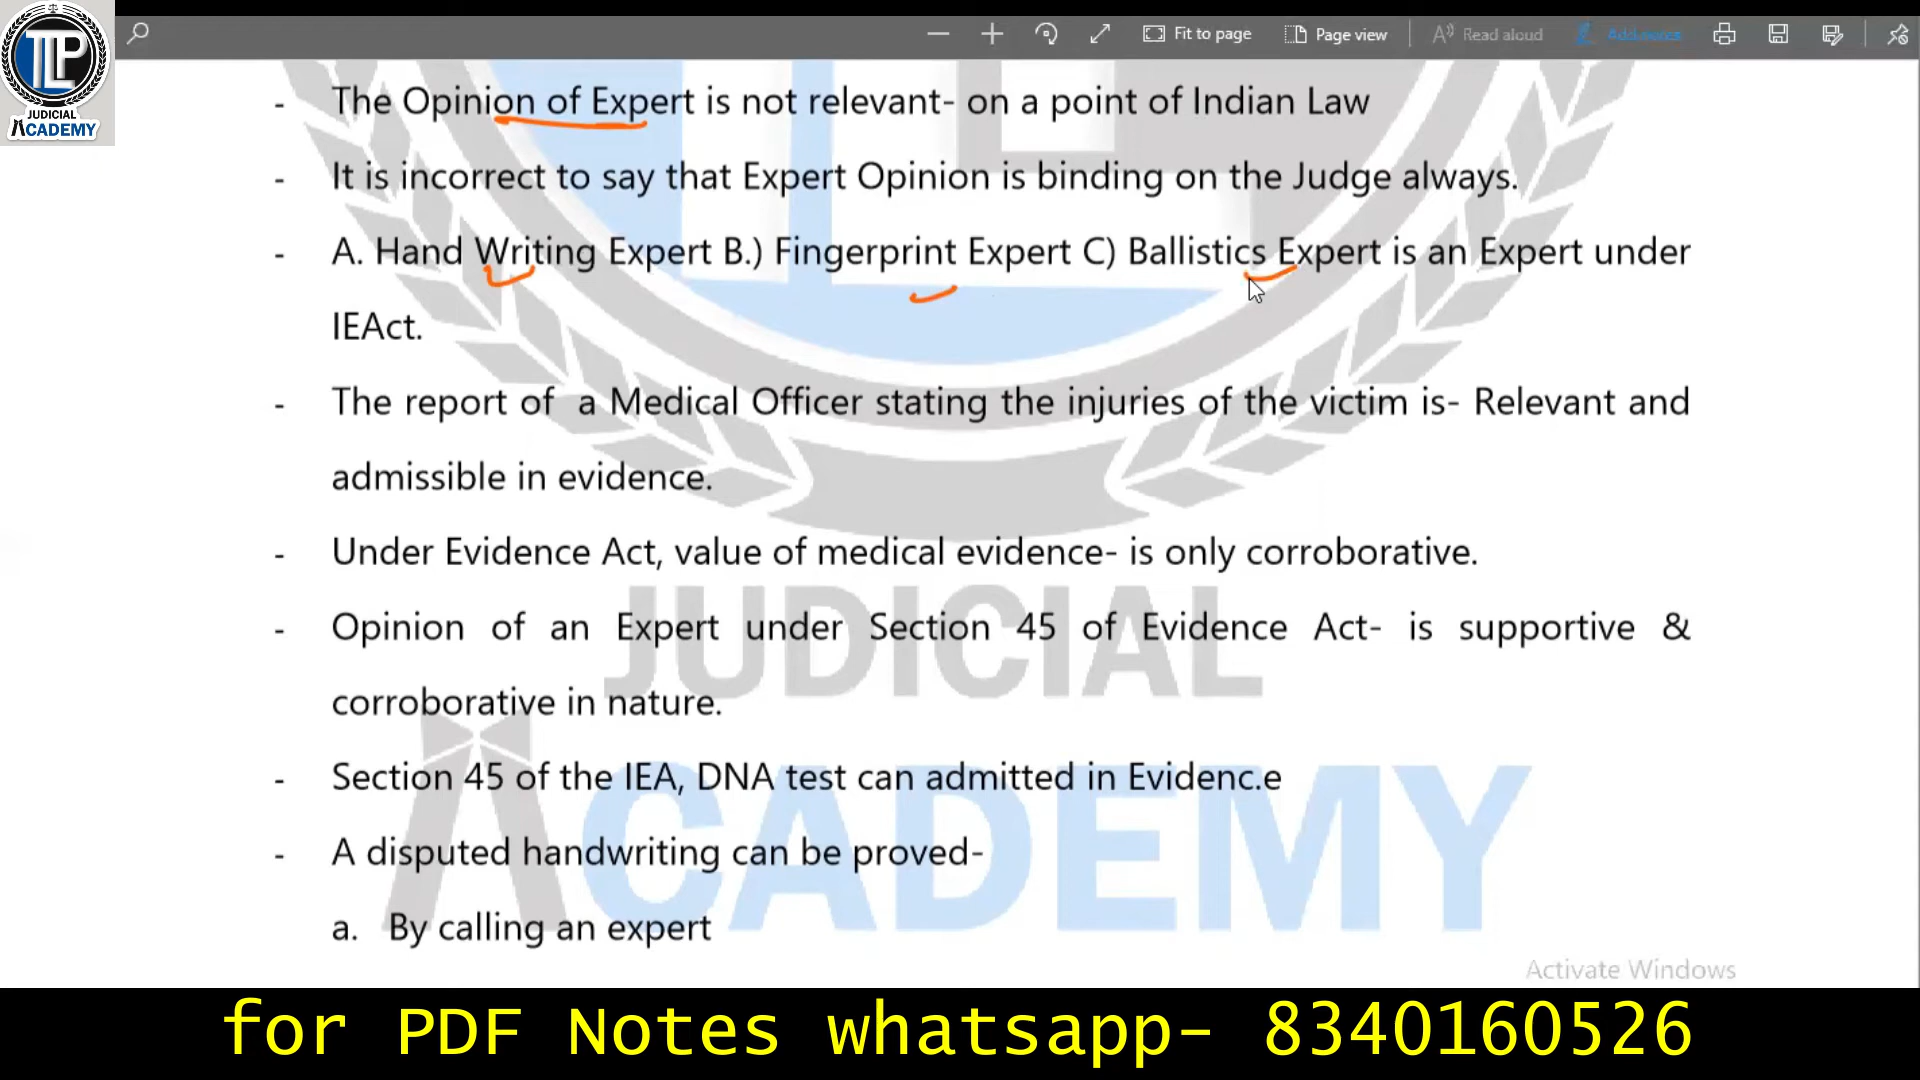 TLP
JUDICIAL
ACADEMY
Fit to page
Page view
Read aloud
Add notes
- The Opinion of Expert is not relevant- on a point of Indian Law
- It is incorrect to say that Expert Opinion is binding on the Judge always.
- A. Hand Writing Expert B.) Fingerprint Expert C) Ballistics Expert is an Expert under
IEAct.
- The report of a Medical Officer stating the injuries of the victim is- Relevant and
admissible in evidence.
- Under Evidence Act, value of medical evidence- is only corroborative.
- Opinion of an Expert under Section 45 of Evidence Act- is supportive &
corroborative in nature.
- Section 45 of the IEA, DNA test can admitted in Evidenc.e
- A disputed handwriting can be proved-
a. By calling an expert
JUDICIAL
ACADEMY
Activate Windows
for PDF Notes whatsapp- 8340160526